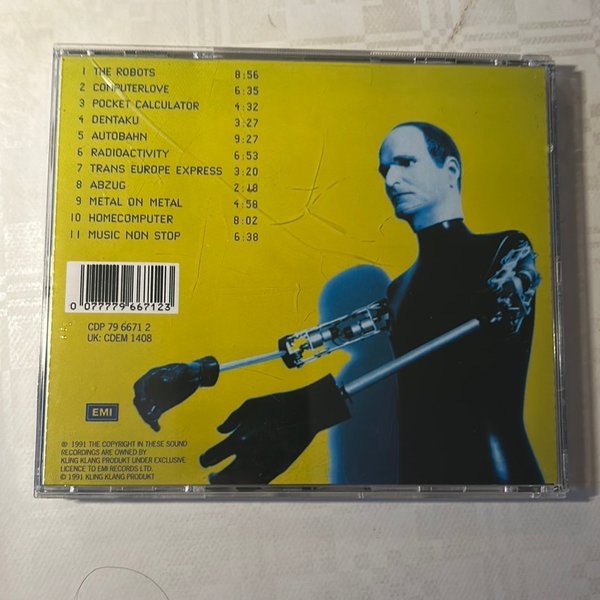 1 THE ROBOTS 8:56
2 COMPUTERLOVE 6:35
3 POCKET CALCULATOR 4:32
4 DENTAKU 3:27
5 AUTOBAHN 9:27
6 RADIOACTIVITY 6:53
7 TRANS EUROPE EXPRESS 3:20
8 ABZUG 2:18
9 METAL ON METAL 4:58
10 HOMECOMPUTER 8:02
11 MUSIC NON STOP 6:38
0 077779 667123
CDP 79 6671 2
UK: CDEM 1408
EMI
℗ 1991 THE COPYRIGHT IN THESE SOUND
RECORDINGS ARE OWNED BY
KLING KLANG PRODUKT UNDER EXCLUSIVE
LICENCE TO EMI RECORDS LTD.
© 1991 KLING KLANG PRODUKT